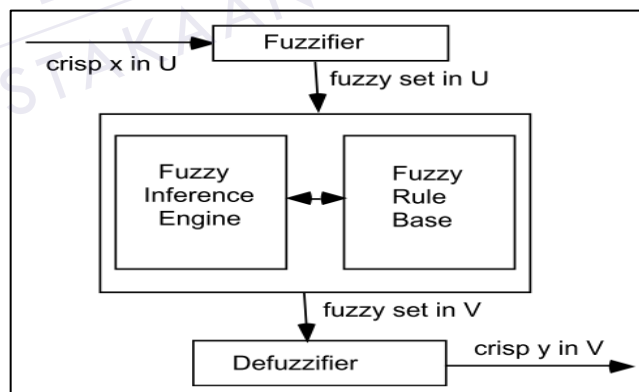 Fuzzifier
crisp x in U
fuzzy set in U
Fuzzy
Inference
Engine
Fuzzy
Rule
Base
fuzzy set in V
Defuzzifier
crisp y in V